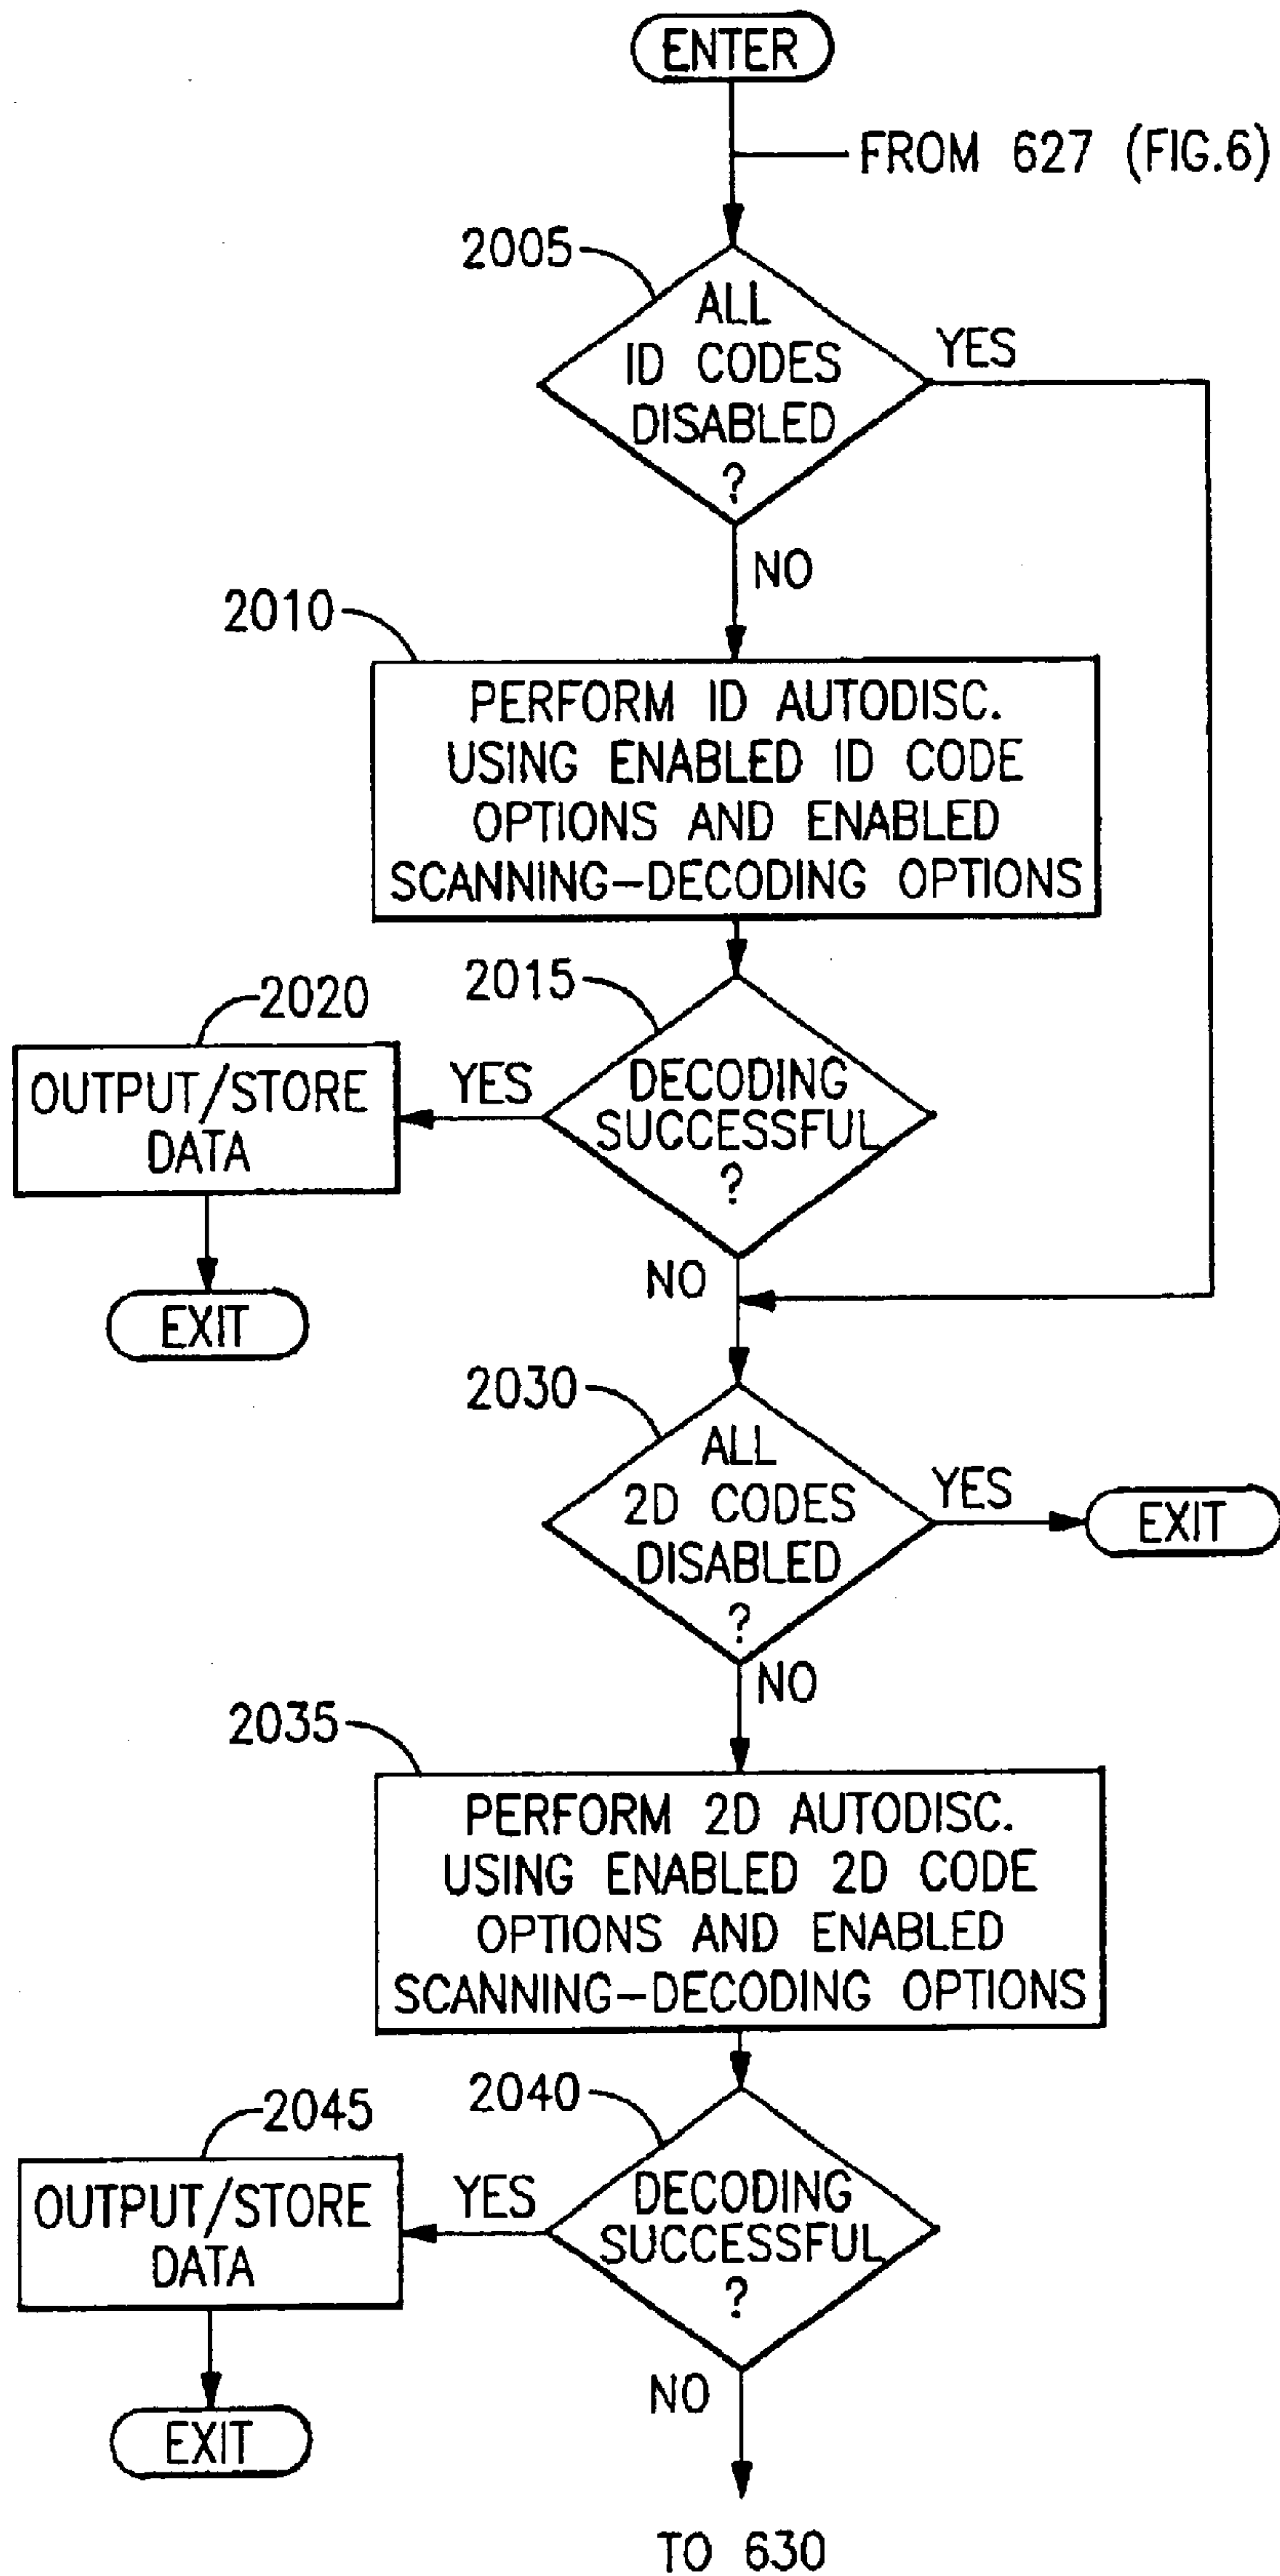 ENTER
FROM 627 (FIG.6)
2005
ALL
ID CODES
DISABLED
?
YES
NO
2010
PERFORM ID AUTODISC.
USING ENABLED ID CODE
OPTIONS AND ENABLED
SCANNING-DECODING OPTIONS
2015
DECODING
SUCCESSFUL
?
YES
2020
OUTPUT/STORE
DATA
EXIT
NO
2030
ALL
2D CODES
DISABLED
?
YES
EXIT
NO
2035
PERFORM 2D AUTODISC.
USING ENABLED 2D CODE
OPTIONS AND ENABLED
SCANNING-DECODING OPTIONS
2040
DECODING
SUCCESSFUL
?
YES
2045
OUTPUT/STORE
DATA
EXIT
NO
TO 630